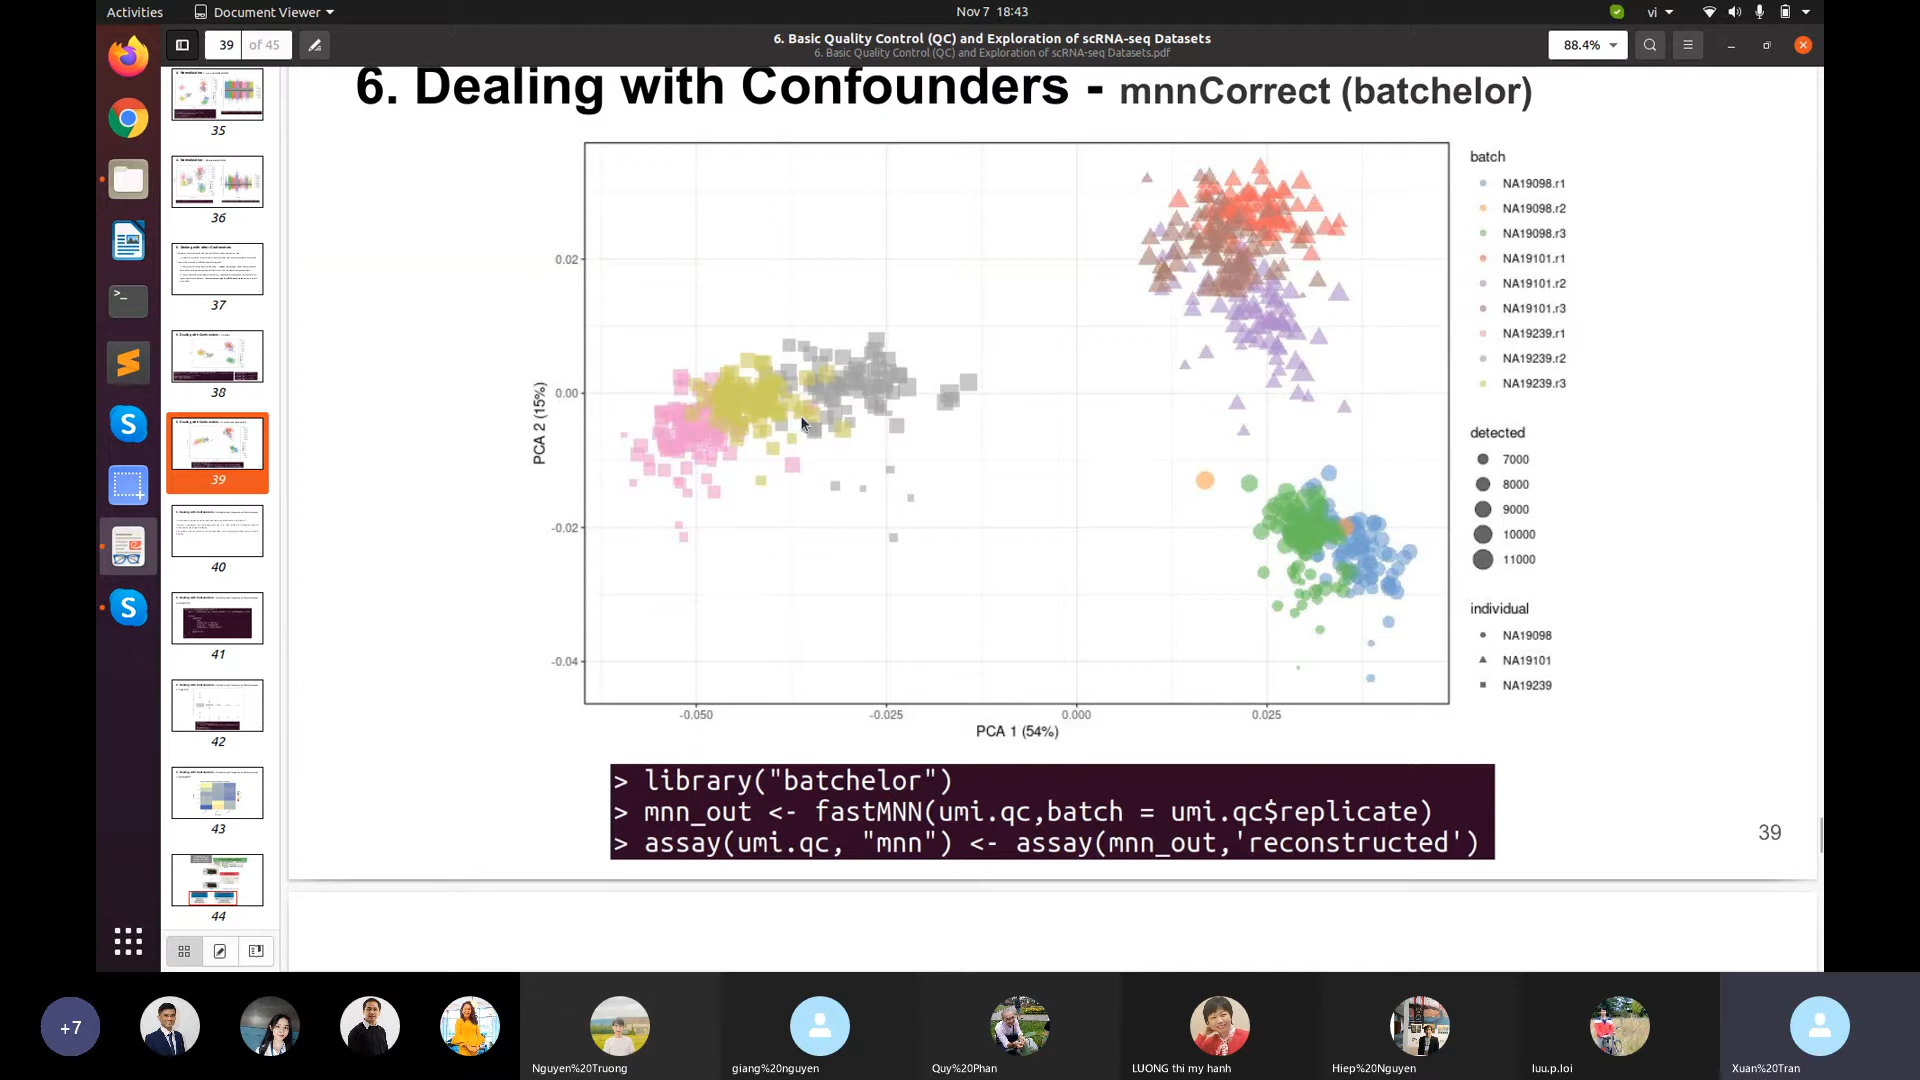 Activities
Document Viewer
Nov 7 18:43
vi
39
of 45
6. Basic Quality Control (QC) and Exploration of scRNA-seq Datasets
6. Basic Quality Control (QC) and Exploration of scRNA-seq Datasets.pdf
88.4%
35
36
37
38
39
40
41
42
43
44
6. Dealing with Confounders - mnnCorrect (batchelor)
0.02
0.00
-0.02
-0.04
PCA 2 (15%)
-0.050
-0.025
0.000
0.025
PCA 1 (54%)
batch
NA19098.r1
NA19098.r2
NA19098.r3
NA19101.r1
NA19101.r2
NA19101.r3
NA19239.r1
NA19239.r2
NA19239.r3
detected
7000
8000
9000
10000
11000
individual
NA19098
NA19101
NA19239
> library("batchelor")
> mnn_out <- fastMNN(umi.qc,batch = umi.qc$replicate)
> assay(umi.qc, "mnn") <- assay(mnn_out,'reconstructed')
39
+7
Nguyen%20Truong
giang%20nguyen
Quy%20Phan
LUONG thi my hanh
Hiep%20Nguyen
luu.p.loi
Xuan%20Tran